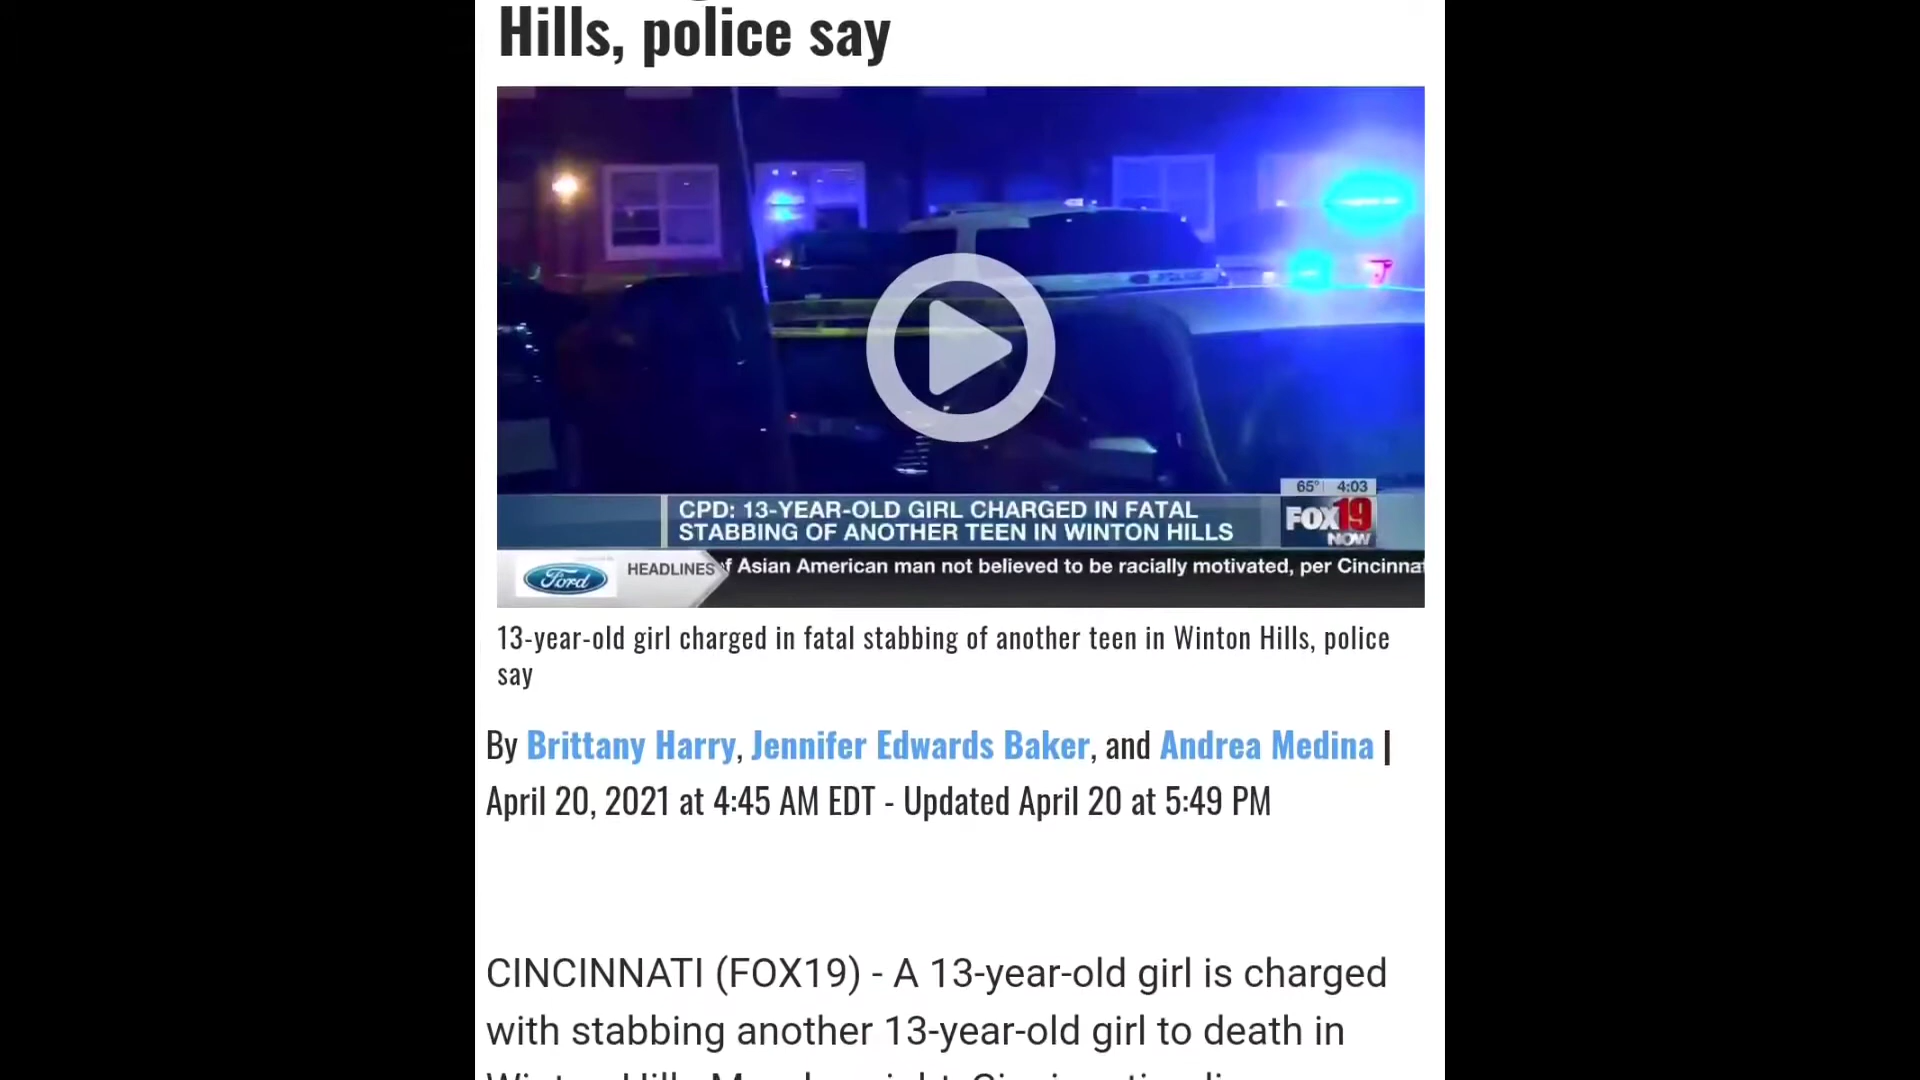 Hills, police say
POLICE
65° 4:03
CPD: 13-YEAR-OLD GIRL CHARGED IN FATAL
STABBING OF ANOTHER TEEN IN WINTON HILLS
FOX19
NOW
Ford
HEADLINES
f Asian American man not believed to be racially motivated, per Cincinnat
13-year-old girl charged in fatal stabbing of another teen in Winton Hills, police
say
By Brittany Harry, Jennifer Edwards Baker, and Andrea Medina |
April 20, 2021 at 4:45 AM EDT - Updated April 20 at 5:49 PM
CINCINNATI (FOX19) - A 13-year-old girl is charged
with stabbing another 13-year-old girl to death in